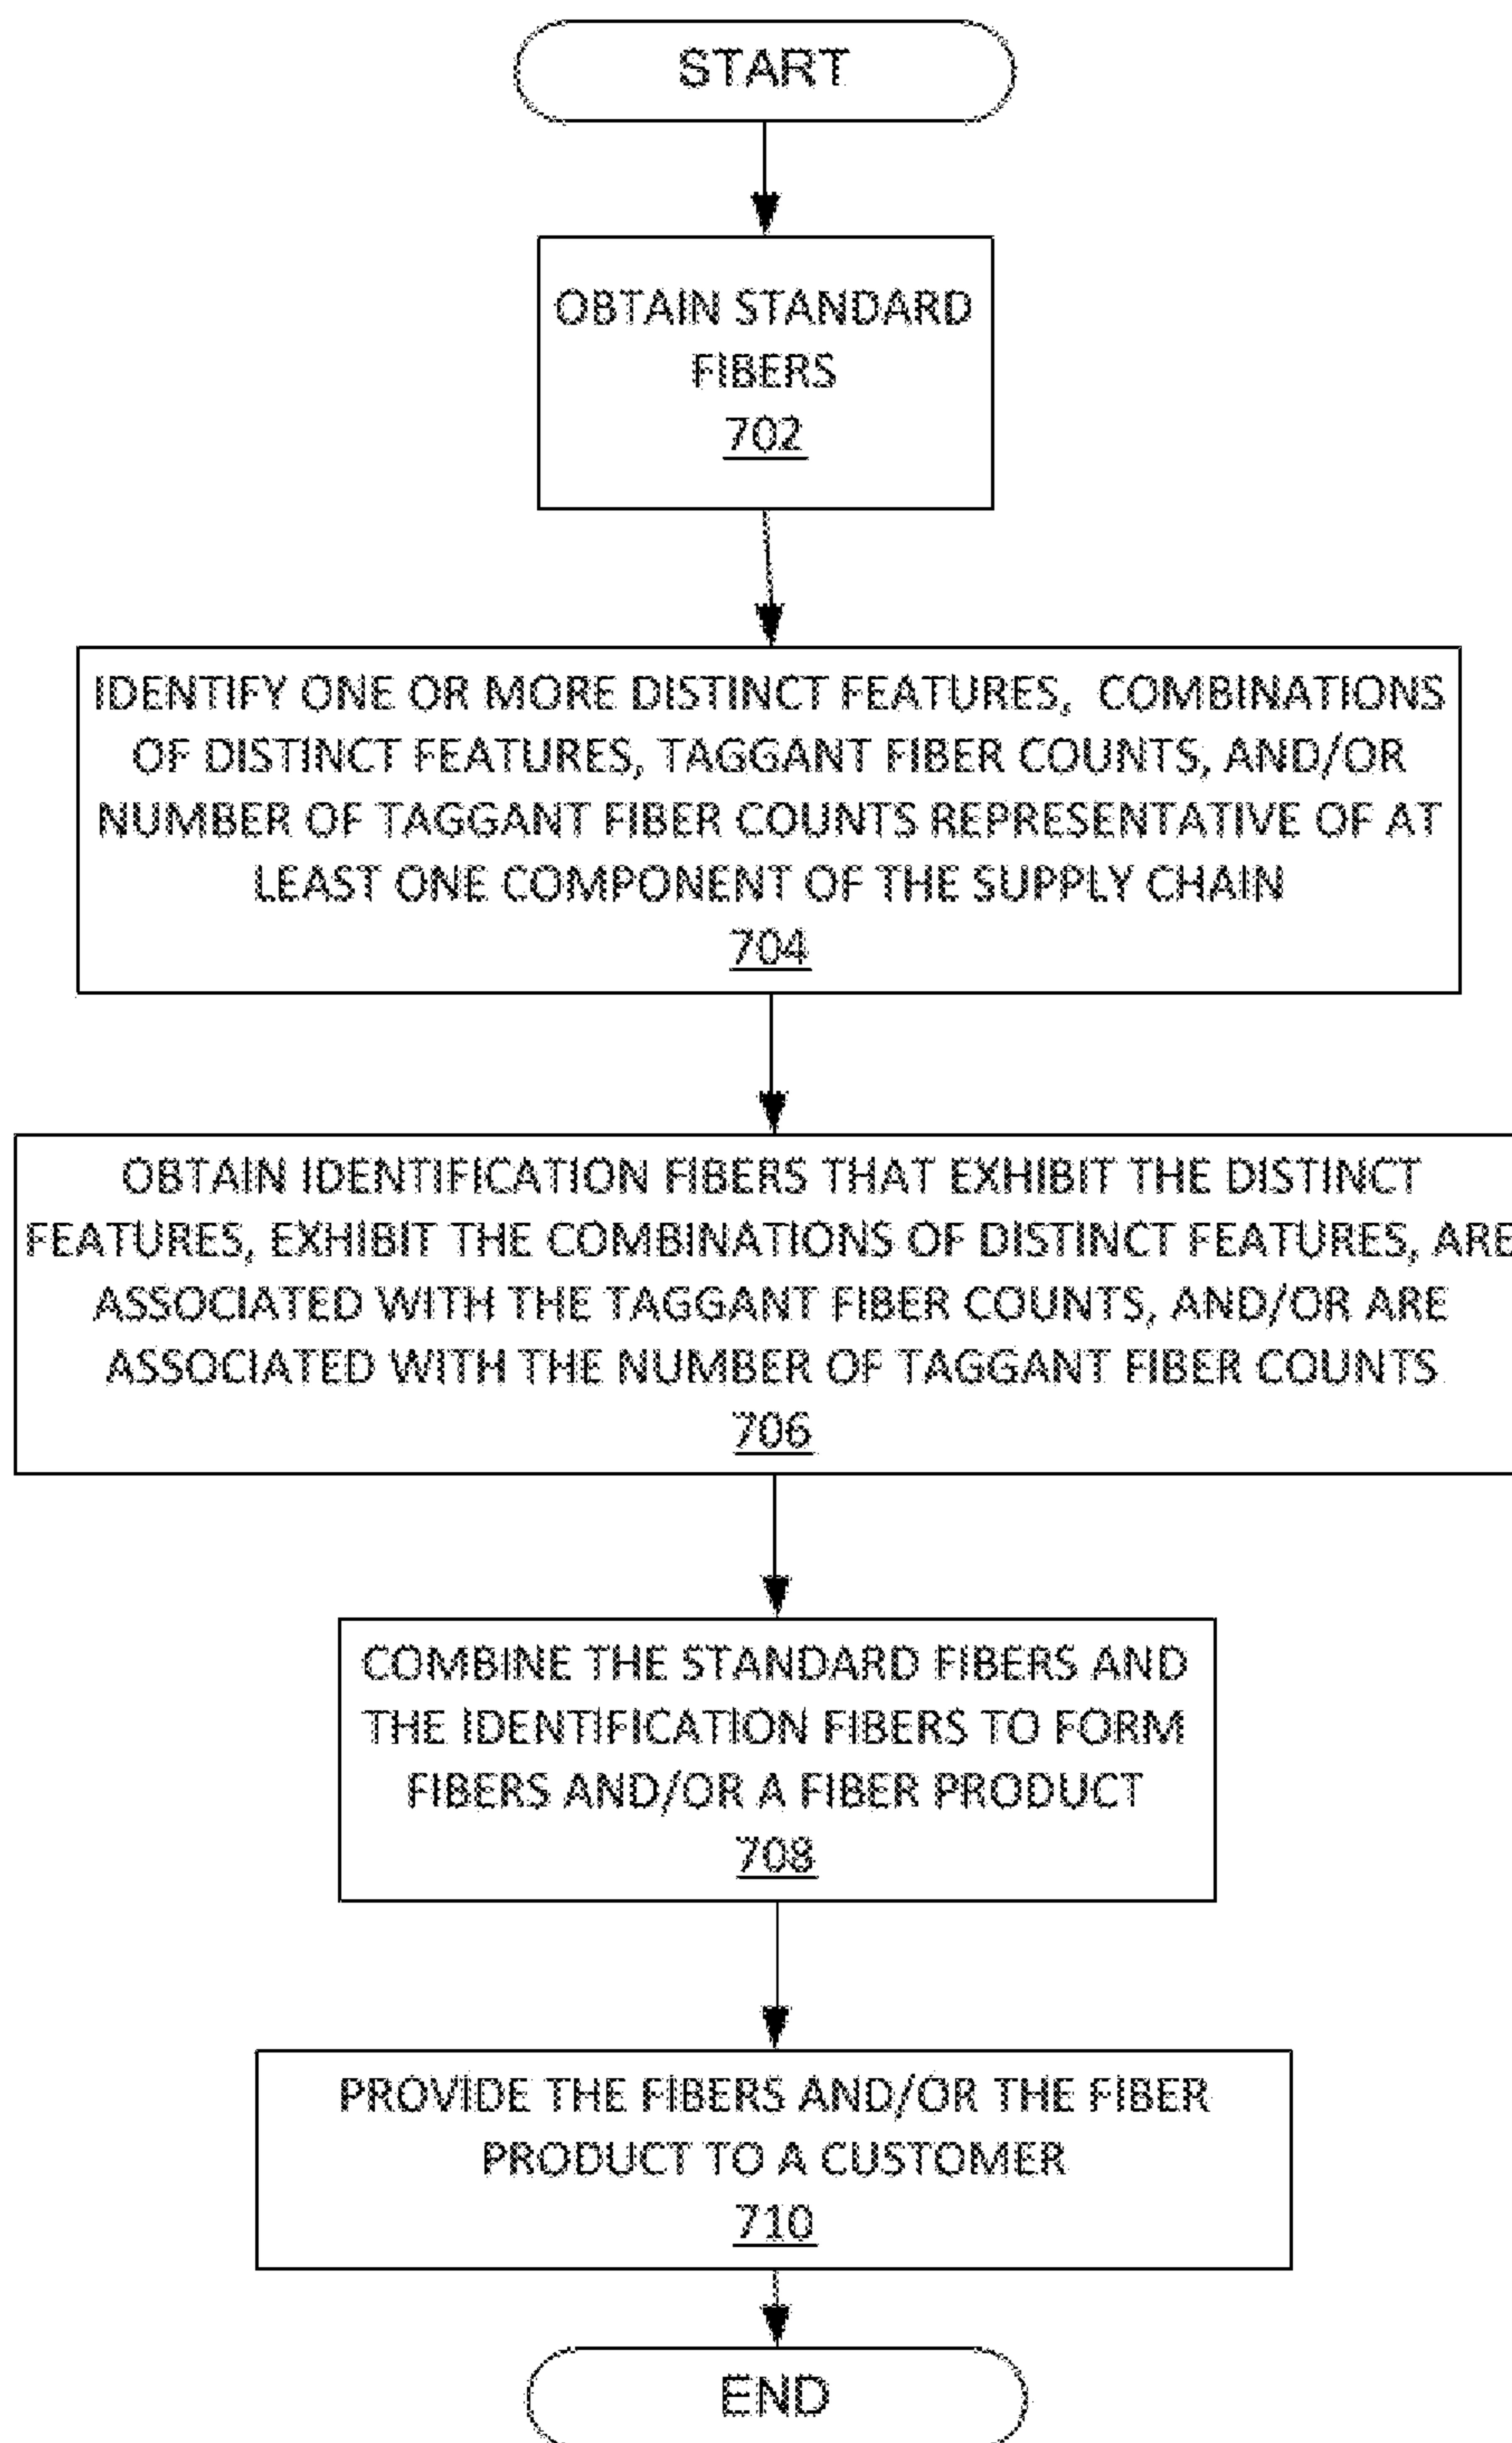 START
OBTAIN STANDARD
FIBERS
702
IDENTIFY ONE OR MORE DISTINCT FEATURES, COMBINATIONS
OF DISTINCT FEATURES, TAGGANT FIBER COUNTS, AND/OR
NUMBER OF TAGGANT FIBER COUNTS REPRESENTATIVE OF AT
LEAST ONE COMPONENT OF THE SUPPLY CHAIN
704
OBTAIN IDENTIFICATION FIBERS THAT EXHIBIT THE DISTINCT
FEATURES, EXHIBIT THE COMBINATIONS OF DISTINCT FEATURES, ARE
ASSOCIATED WITH THE TAGGANT FIBER COUNTS, AND/OR ARE
ASSOCIATED WITH THE NUMBER OF TAGGANT FIBER COUNTS
706
COMBINE THE STANDARD FIBERS AND
THE IDENTIFICATION FIBERS TO FORM
FIBERS AND/OR A FIBER PRODUCT
708
PROVIDE THE FIBERS AND/OR THE FIBER
PRODUCT TO A CUSTOMER
710
END